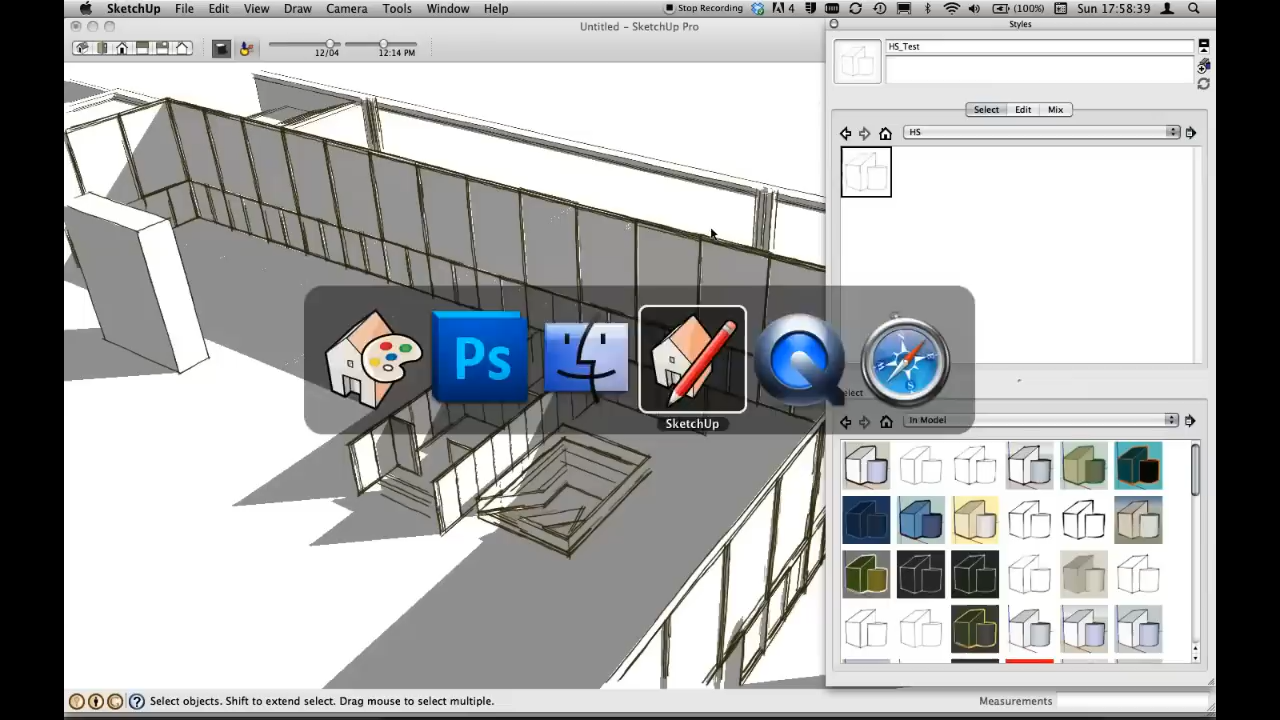 SketchUp File Edit View Draw Camera Tools Window Help Stop Recording 4 (100%) Sun 17:58:39
Untitled - SketchUp Pro
Styles
12/04 12:14 PM
HS_Test
Select Edit Mix
HS
Ps
SketchUp
In Model
Select objects. Shift to extend select. Drag mouse to select multiple.
Measurements